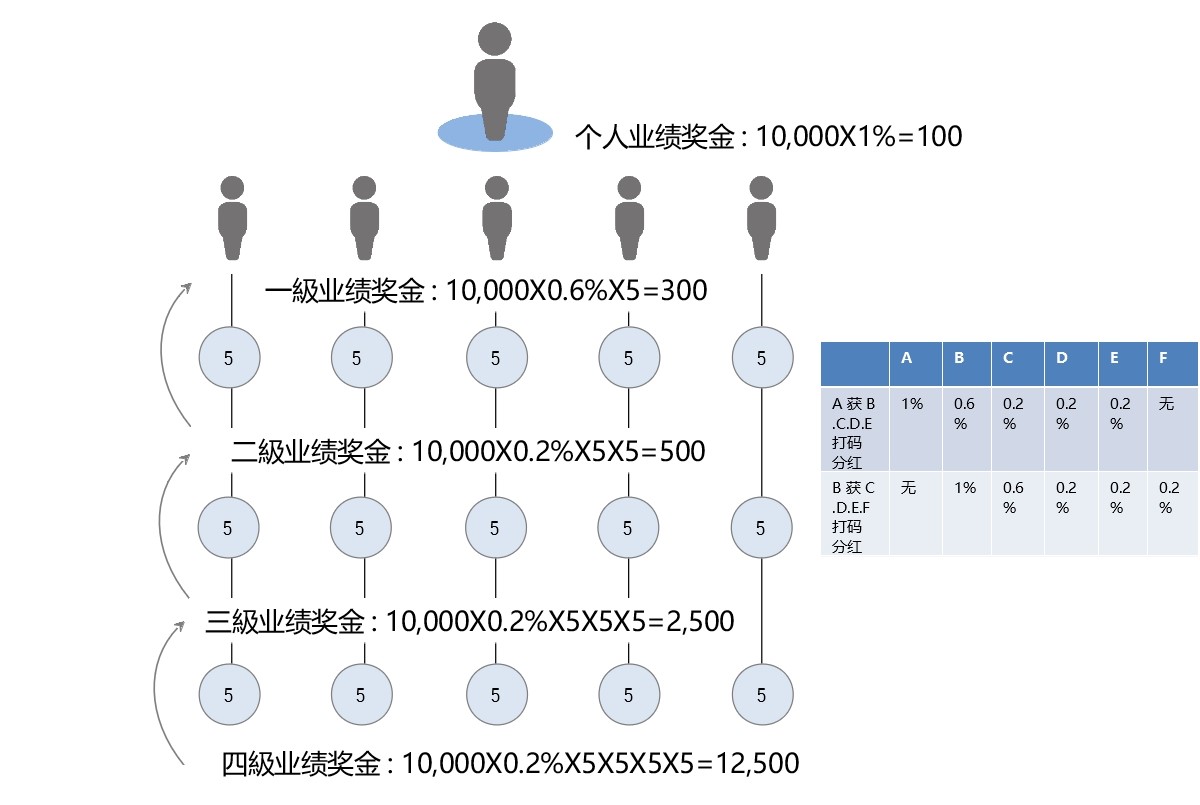 个人业绩奖金 : 10,000X1%=100
一級业绩奖金 : 10,000X0.6%X5=300
5 5 5 5 5
二級业绩奖金 : 10,000X0.2%X5X5=500
5 5 5 5 5
三級业绩奖金 : 10,000X0.2%X5X5X5=2,500
5 5 5 5 5
四級业绩奖金 : 10,000X0.2%X5X5X5X5=12,500
A B C D E F
A 获 B
.C.D.E
打码
分红
1% 0.6% 0.2% 0.2% 0.2% 无
B 获 C
.D.E.F
打码
分红
无 1% 0.6% 0.2% 0.2% 0.2%